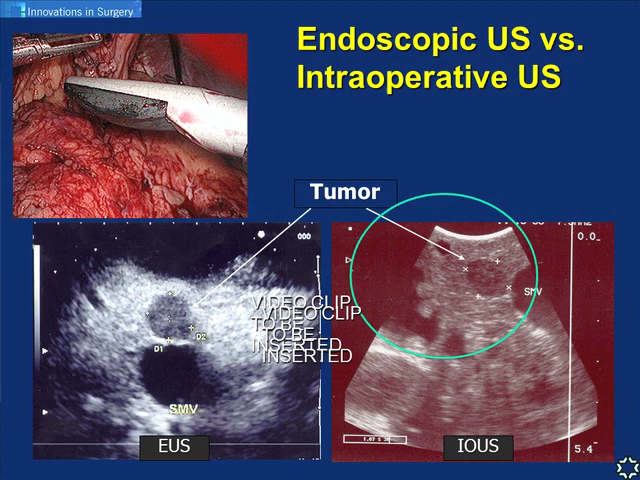 Innovations in Surgery
Endoscopic US vs.
Intraoperative US
Tumor
000
0.0
SMV
VIDEO CLIP
TO BE
INSERTED
VIDEO CLIP
TO BE
INSERTED
D1
D2
SMV
5.4
EUS
IOUS